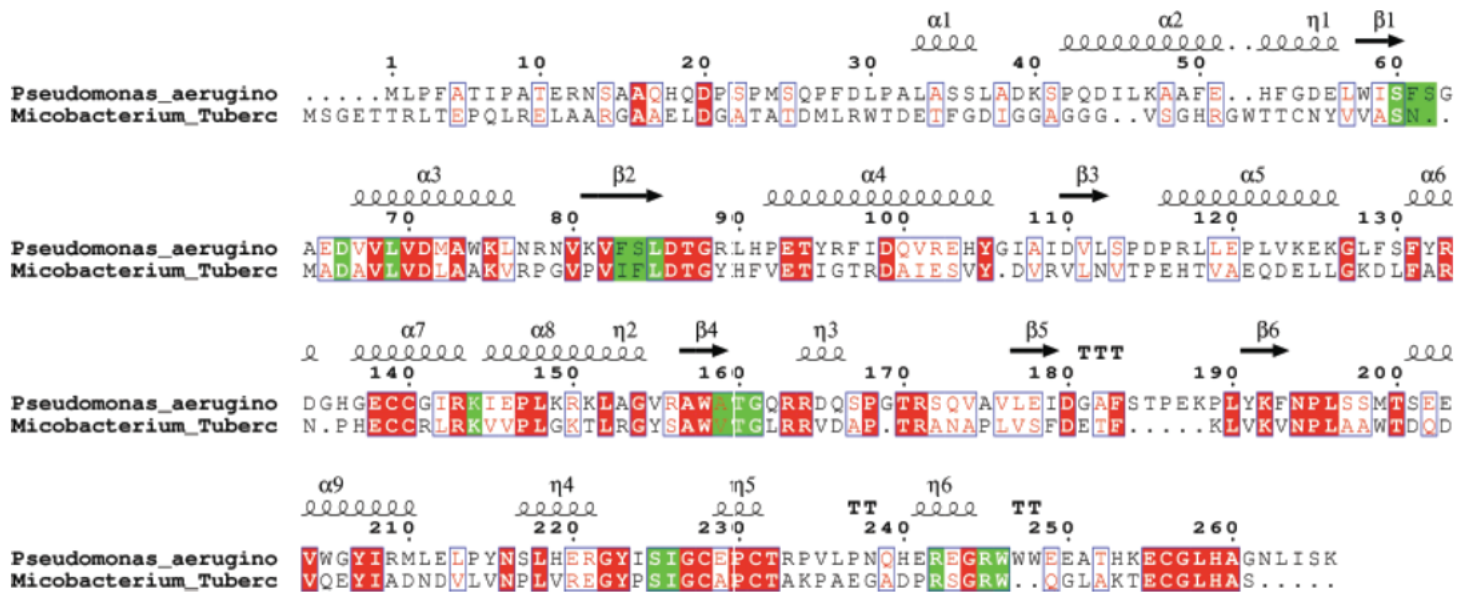 α1 α2 η1 β1
1 10 20 30 40 50 60
Pseudomonas_aerugino .....MLPFATIPATERNSAAQHQDPSPMSQPFDLPALASSLADKSPQDILKAAFE..HFGDELWISFSG
Micobacterium_Tuberc MSGETTRLTEPQLRELAARGAAELDGATATDMLRWTDETFGDIGGAGGG..VSGHRGWTTCNYVVASN..
α3 β2 α4 β3 α5 α6
70 80 90 100 110 120 130
Pseudomonas_aerugino AEDVVLVDMAWKLNRNVKVFSLDTGRLHPETYRFIDQVREHYGIAIDVLSPDPRLLEPLVKEKGLFSFYR
Micobacterium_Tuberc MADAVLVDLAAKVRPGVPVIFLDTGYHFVETIGTRDAIESVY.DVRVLNVTPEHTVAEQDELLGKDLFAR
α7 α8 η2 β4 η3 β5 TTT β6
140 150 160 170 180 190 200
Pseudomonas_aerugino DGHGECCGIRKIEPLKRKLAGVRAWATGQRRDQSPGTRSQVAVLEIDGAFSTPEKPLYKFNPLSSMTSEE
Micobacterium_Tuberc N.PHECCRLRKVVPLGKTLRGYSAWVTGLRRVDAP.TRANAPLVSFDETF.....KLVKVNPLAAWTDQD
α9 η4 η5 TT η6 TT
210 220 230 240 250 260
Pseudomonas_aerugino VWGYIRMLELPYNSLHERGYISIGCEPCTRPVLPNQHEREGRWWWEEATHKECGLHAGNLISK
Micobacterium_Tuberc VQEYIADNDVLVNPLVREGYPSIGCAPCTAKPAEGADPRSGRW..QGLAKTECGLHAS.....